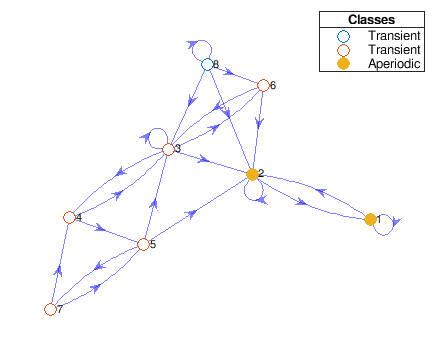 Classes
Transient
Transient
Aperiodic
8
6
3
2
4
1
5
7